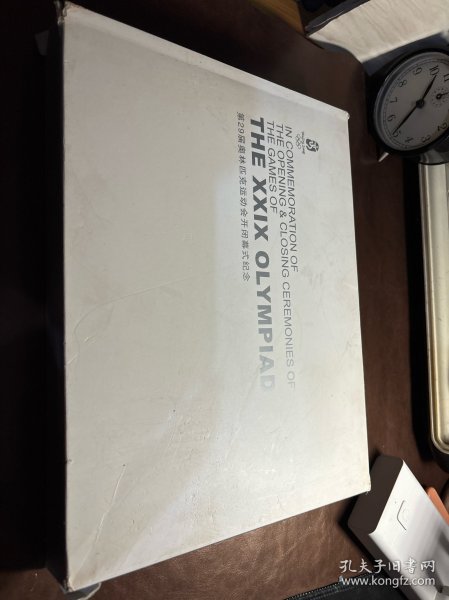 IN COMMEMORATION OF
THE OPENING & CLOSING CEREMONIES OF
THE GAMES OF
THE XXIX OLYMPIAD
第29届奥林匹克运动会开闭幕式纪念
孔夫子旧书网
www.kongfz.com